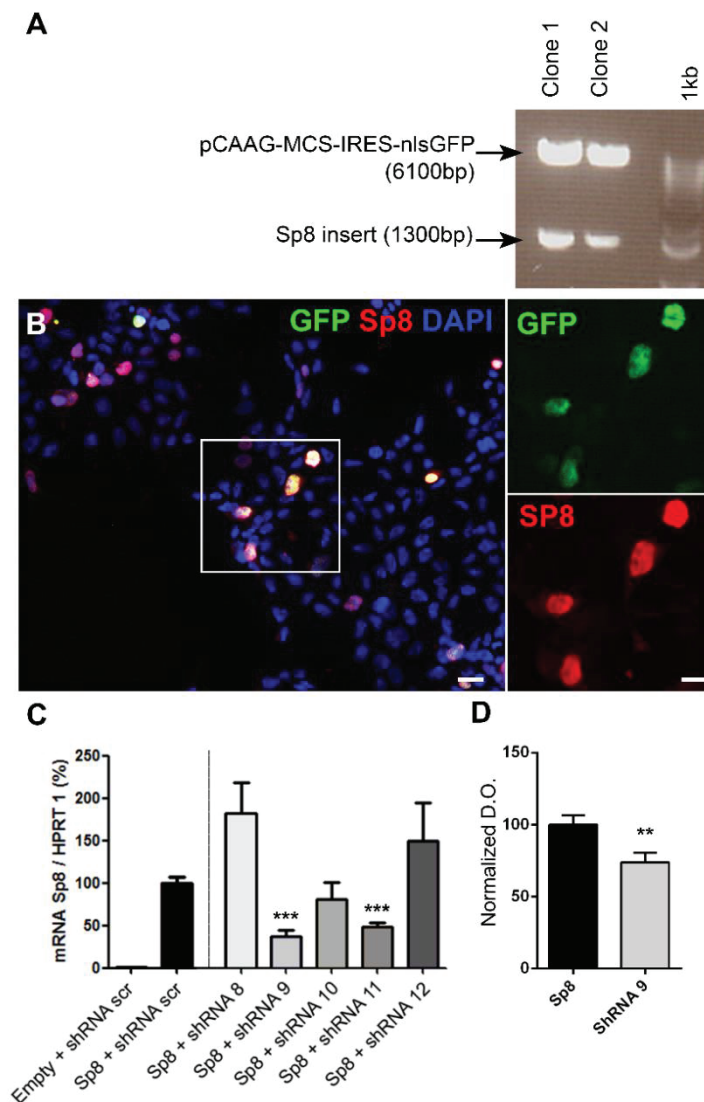 A
Clone 1
Clone 2
1kb
pCAAG-MCS-IRES-nlsGFP
(6100bp)
Sp8 insert (1300bp)
B
GFP Sp8 DAPI
GFP
SP8
C
mRNA Sp8 / HPRT 1 (%)
250
200
150
100
50
0
***
***
Empty + shRNA scr
Sp8 + shRNA scr
Sp8 + shRNA 8
Sp8 + shRNA 9
Sp8 + shRNA 10
Sp8 + shRNA 11
Sp8 + shRNA 12
D
Normalized D.O.
150
100
50
0
**
Sp8
ShRNA 9